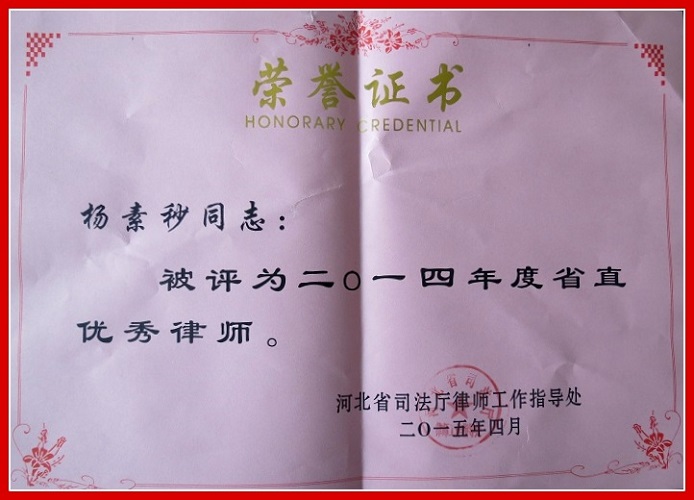 荣誉证书
HONORARY CREDENTIAL
杨素秒同志：
被评为二〇一四年度省直
优秀律师。
河北省司法厅律师工作指导处
二〇一五年四月